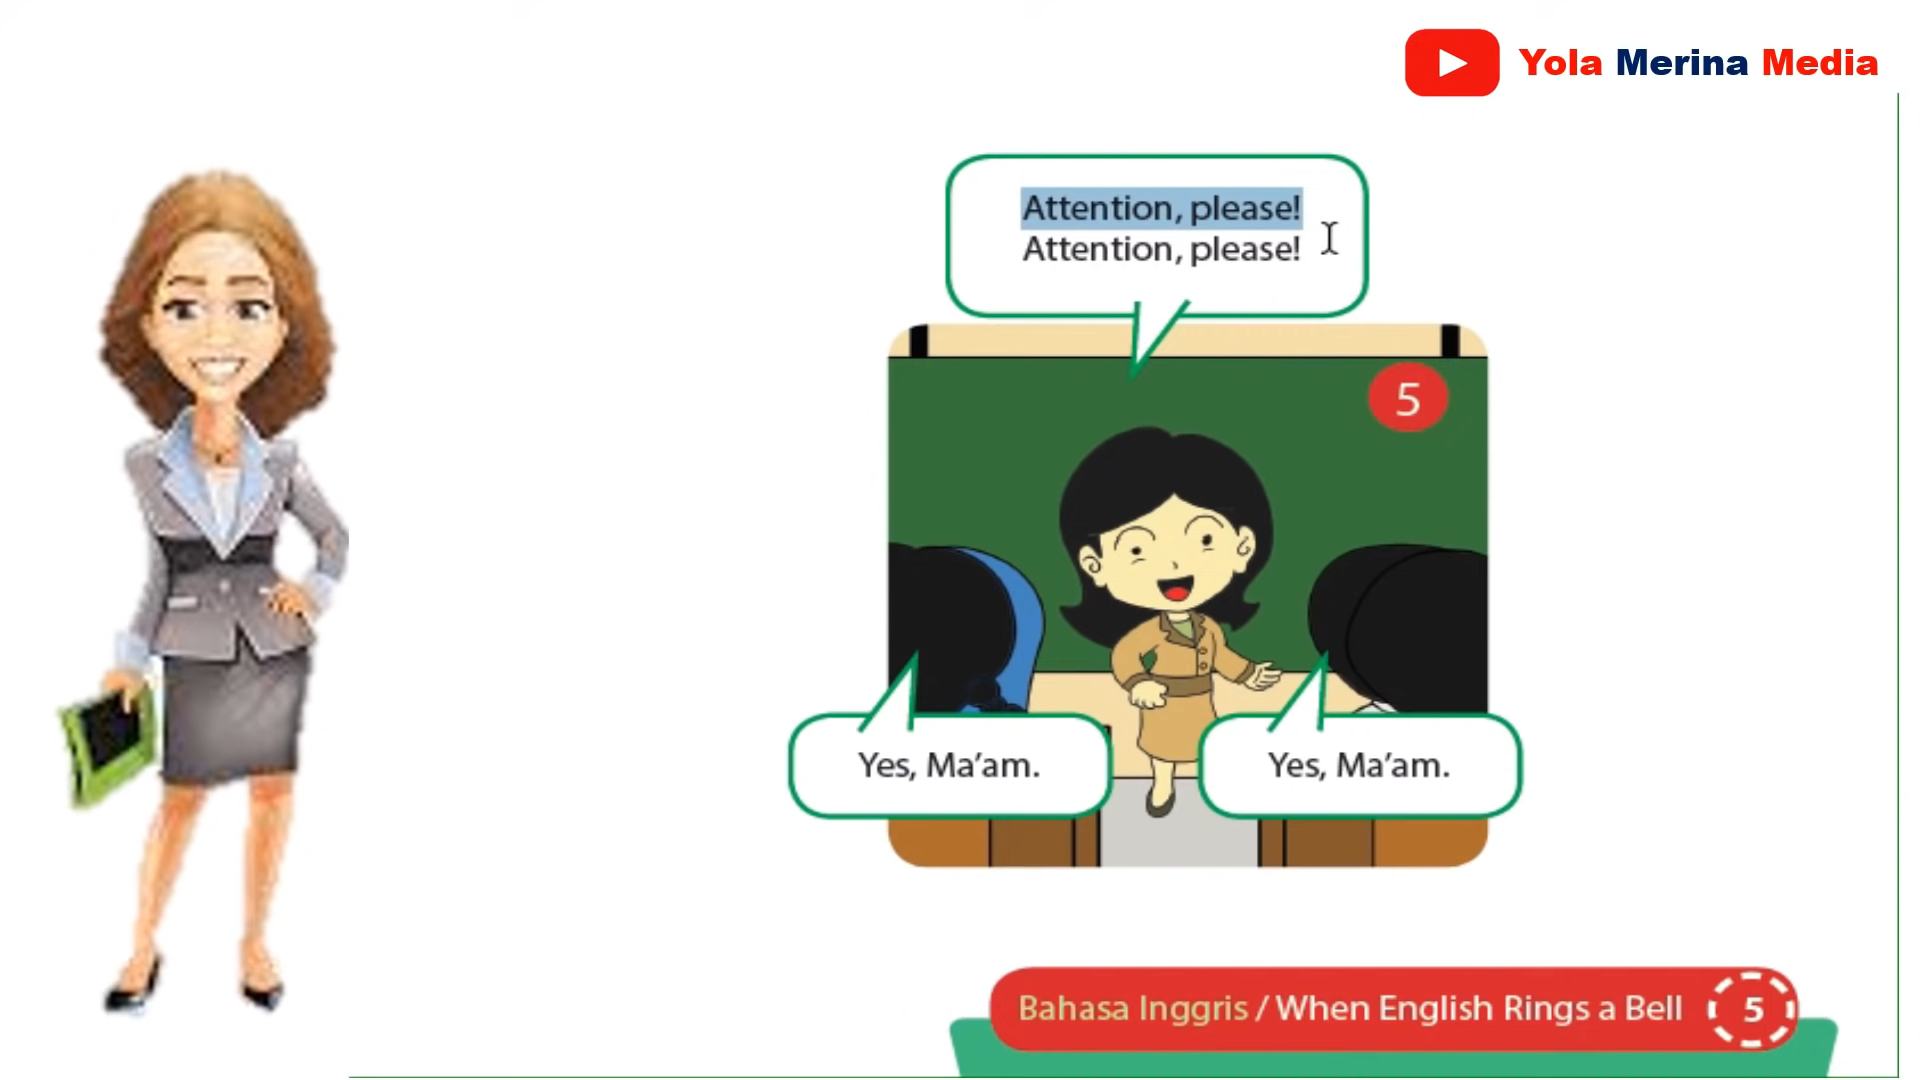 Yola Merina Media
Attention, please!
Attention, please!
5
Yes, Ma’am.
Yes, Ma’am.
Bahasa Inggris / When English Rings a Bell 5